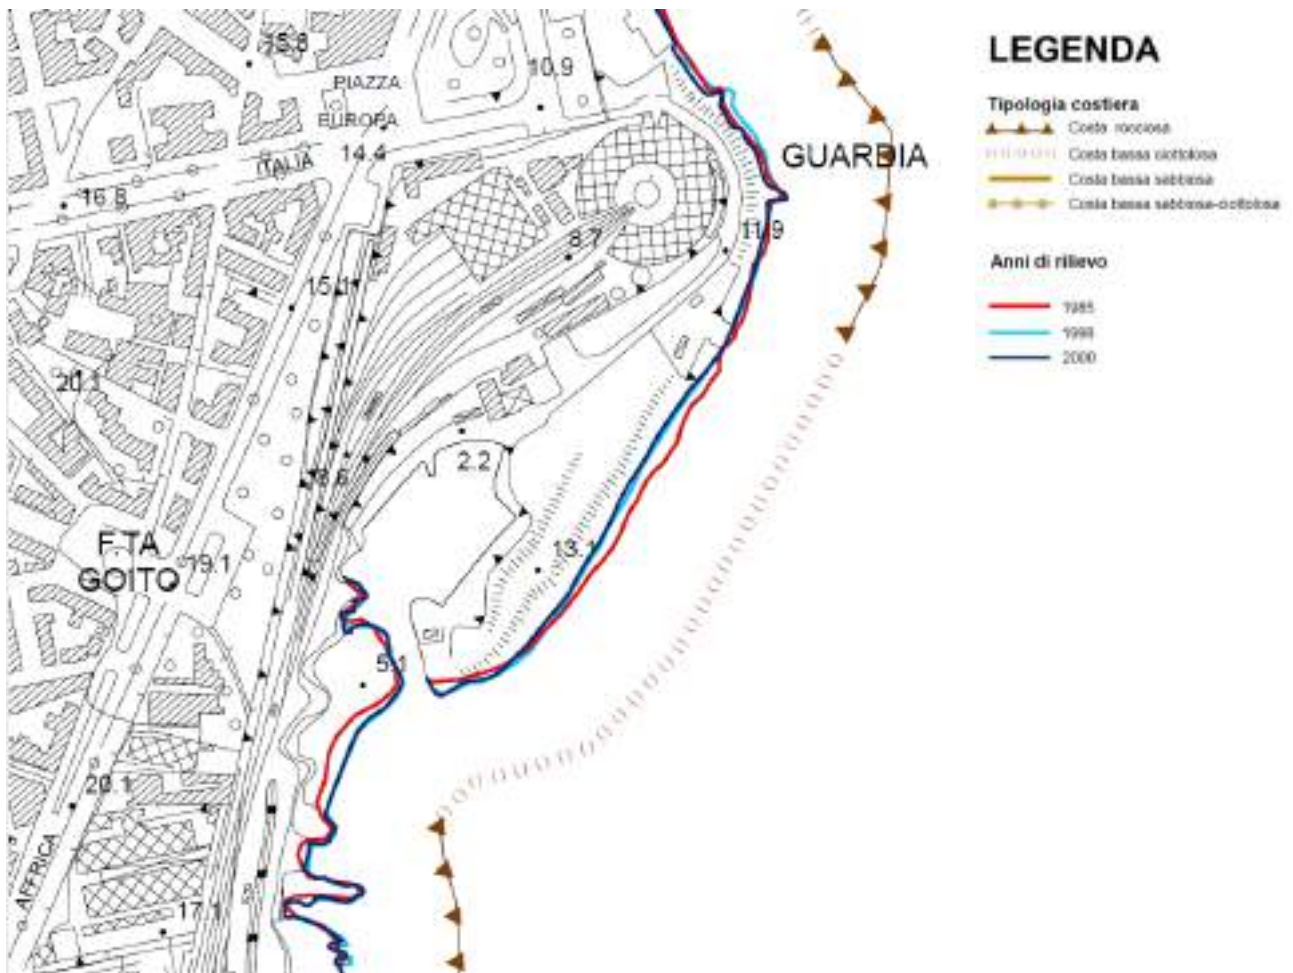 15.8
10.9
PIAZZA
EUROPA
14.4
ITALIA
GUARDIA
16.8
11.9
8.7
15.1
20.1
2.2
13.1
F.TA
GOITO
19.1
5.1
20.1
AFFRICA
17.1
LEGENDA
Tipologia costiera
Costa rocciosa
Costa bassa ciottolosa
Costa bassa sabbiosa
Costa bassa sabbiosa-ciottolosa
Anni di rilievo
1985
1998
2000